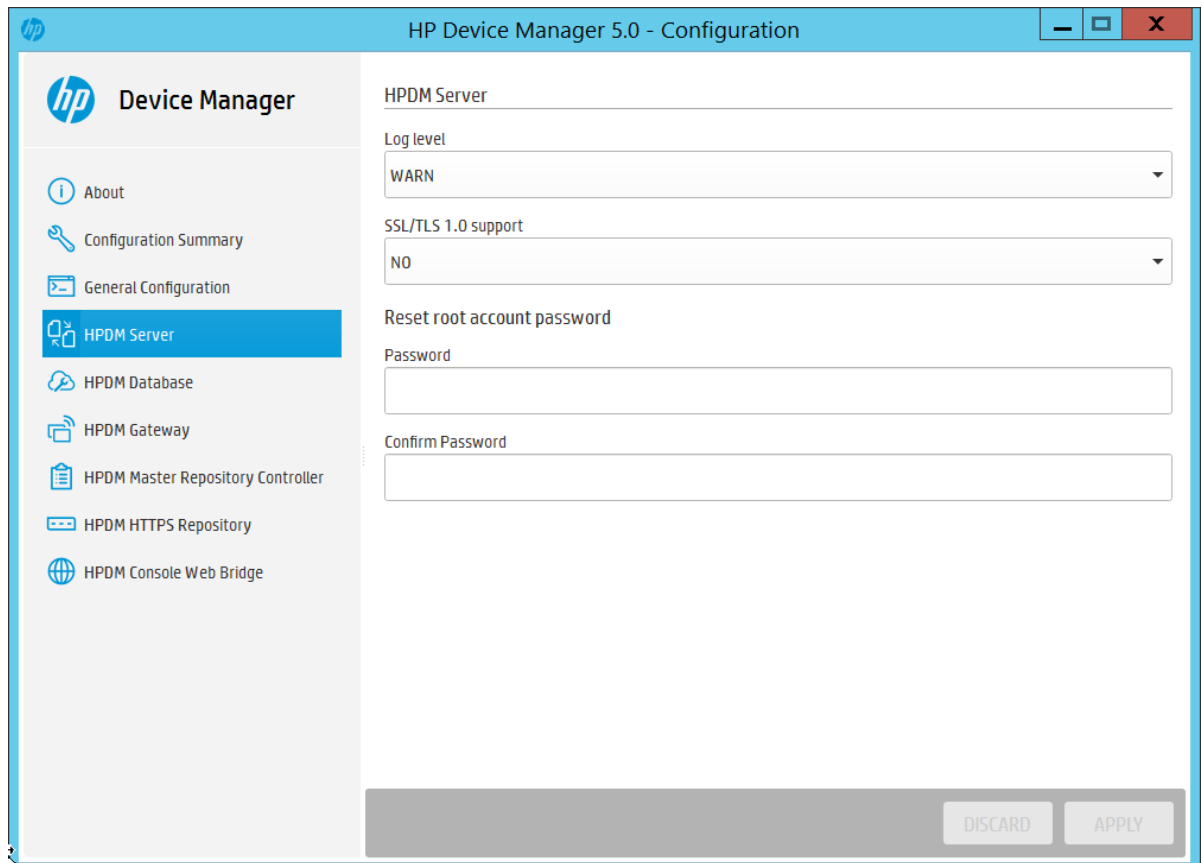 hp
HP Device Manager 5.0 - Configuration
X
hp
Device Manager
About
Configuration Summary
General Configuration
HPDM Server
HPDM Database
HPDM Gateway
HPDM Master Repository Controller
HPDM HTTPS Repository
HPDM Console Web Bridge
HPDM Server
Log level
WARN
SSL/TLS 1.0 support
NO
Reset root account password
Password
Confirm Password
DISCARD
APPLY